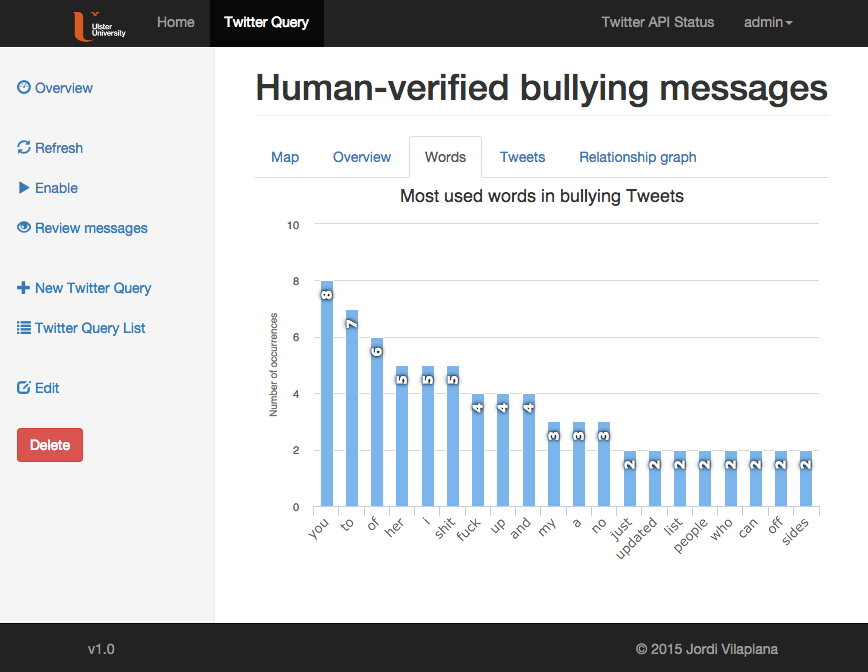 Ulster
University
Home
Twitter Query
Twitter API Status
admin
Overview
Refresh
Enable
Review messages
New Twitter Query
Twitter Query List
Edit
Delete
Human-verified bullying messages
Map
Overview
Words
Tweets
Relationship graph
Most used words in bullying Tweets
Number of occurrences
10
8
6
4
2
0
8
7
6
5
5
5
4
4
4
3
3
3
2
2
2
2
2
2
2
2
you
to
of
her
i
shit
fuck
up
and
my
a
no
just
updated
list
people
who
can
off
sides
v1.0
© 2015 Jordi Vilaplana